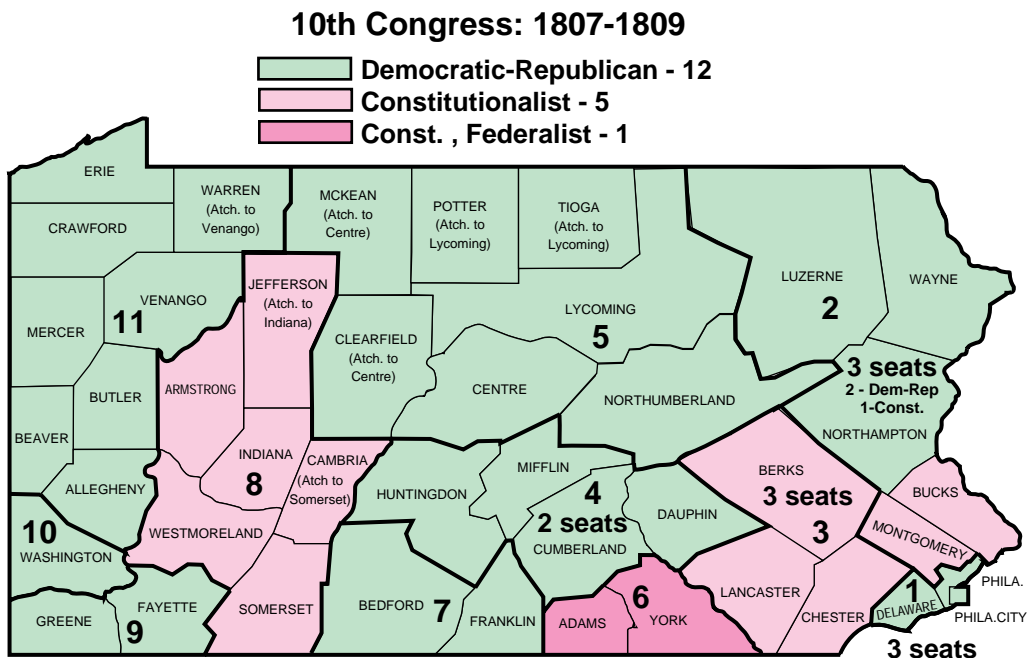 10th Congress: 1807-1809
Democratic-Republican - 12
Constitutionalist - 5
Const. , Federalist - 1
ERIE
WARREN
(Atch. to
Venango)
MCKEAN
(Atch. to
Centre)
POTTER
(Atch. to
Lycoming)
TIOGA
(Atch. to
Lycoming)
CRAWFORD
JEFFERSON
(Atch. to
Indiana)
LUZERNE
2
WAYNE
VENANGO
11
MERCER
LYCOMING
5
CLEARFIELD
(Atch. to
Centre)
3 seats
2 - Dem-Rep
1-Const.
NORTHAMPTON
ARMSTRONG
BUTLER
CENTRE
NORTHUMBERLAND
BEAVER
INDIANA
8
CAMBRIA
(Atch to
Somerset)
MIFFLIN
BERKS
3 seats
3
ALLEGHENY
HUNTINGDON
4
2 seats
CUMBERLAND
DAUPHIN
BUCKS
10
WASHINGTON
WESTMORELAND
MONTGOMERY
LANCASTER
1
DELAWARE
PHILA.
PHILA.CITY
3 seats
CHESTER
GREENE
FAYETTE
9
SOMERSET
BEDFORD
7
FRANKLIN
ADAMS
6
YORK